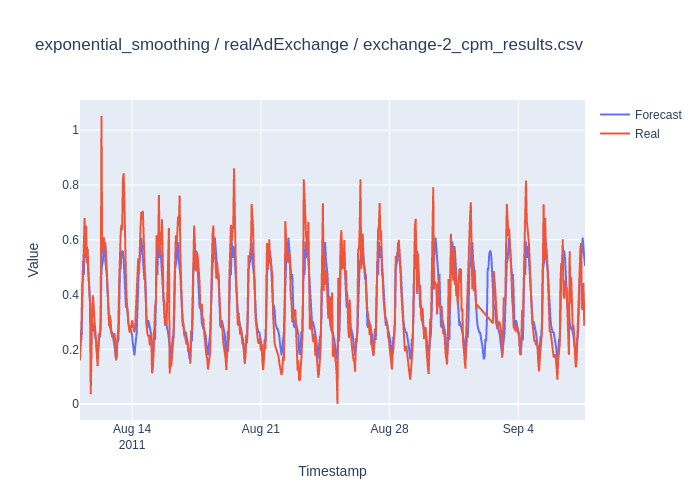 exponential_smoothing / realAdExchange / exchange-2_cpm_results.csv
Forecast
Real
1
0.8
0.6
0.4
0.2
0
Value
Aug 14
2011
Aug 21
Aug 28
Sep 4
Timestamp